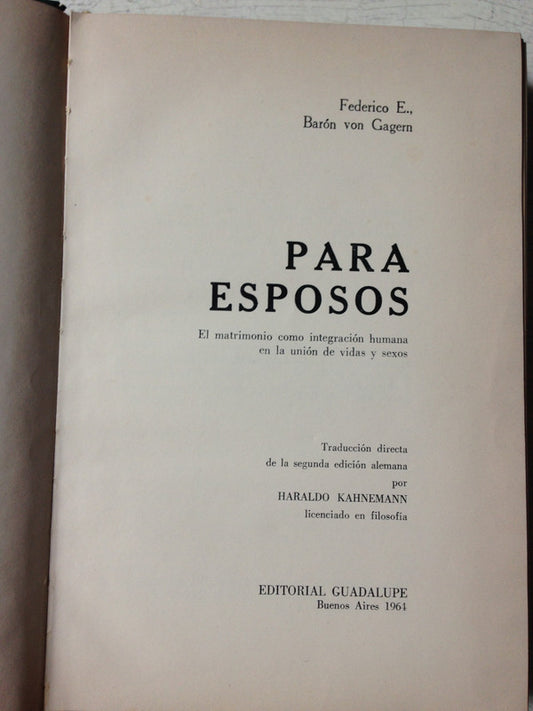 Federico E.,
Barón von Gagern
PARA
ESPOSOS
El matrimonio como integración humana
en la unión de vidas y sexos
Traducción directa
de la segunda edición alemana
por
HARALDO KAHNEMANN
licenciado en filosofía
EDITORIAL GUADALUPE
Buenos Aires 1964